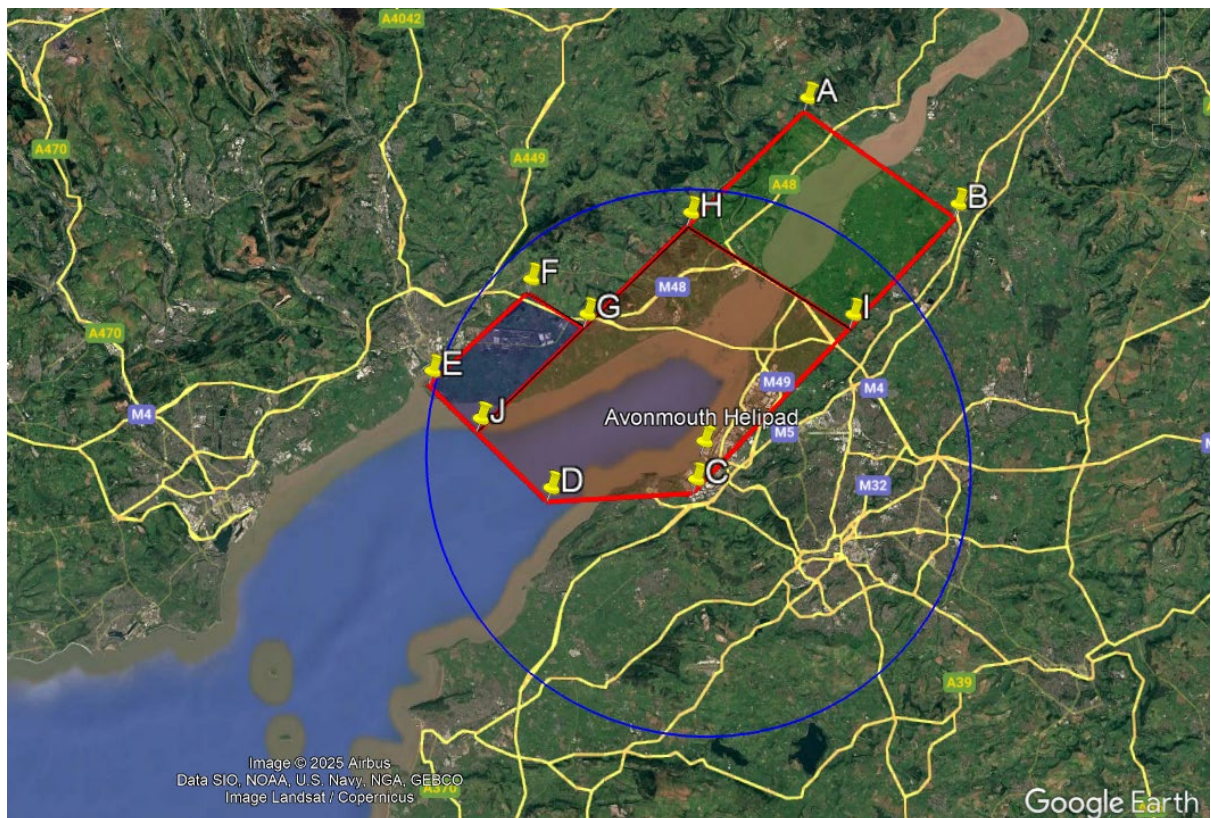 A4042
A
A470
A449
A48
B
H
F
M48
G
I
A470
E
M4
J
M49
M4
Avonmouth Helipad
M5
D
C
M32
A39
Image © 2025 Airbus
Data SIO, NOAA, U.S. Navy, NGA, GEBCO
Image Landsat / Copernicus
A370
Google Earth